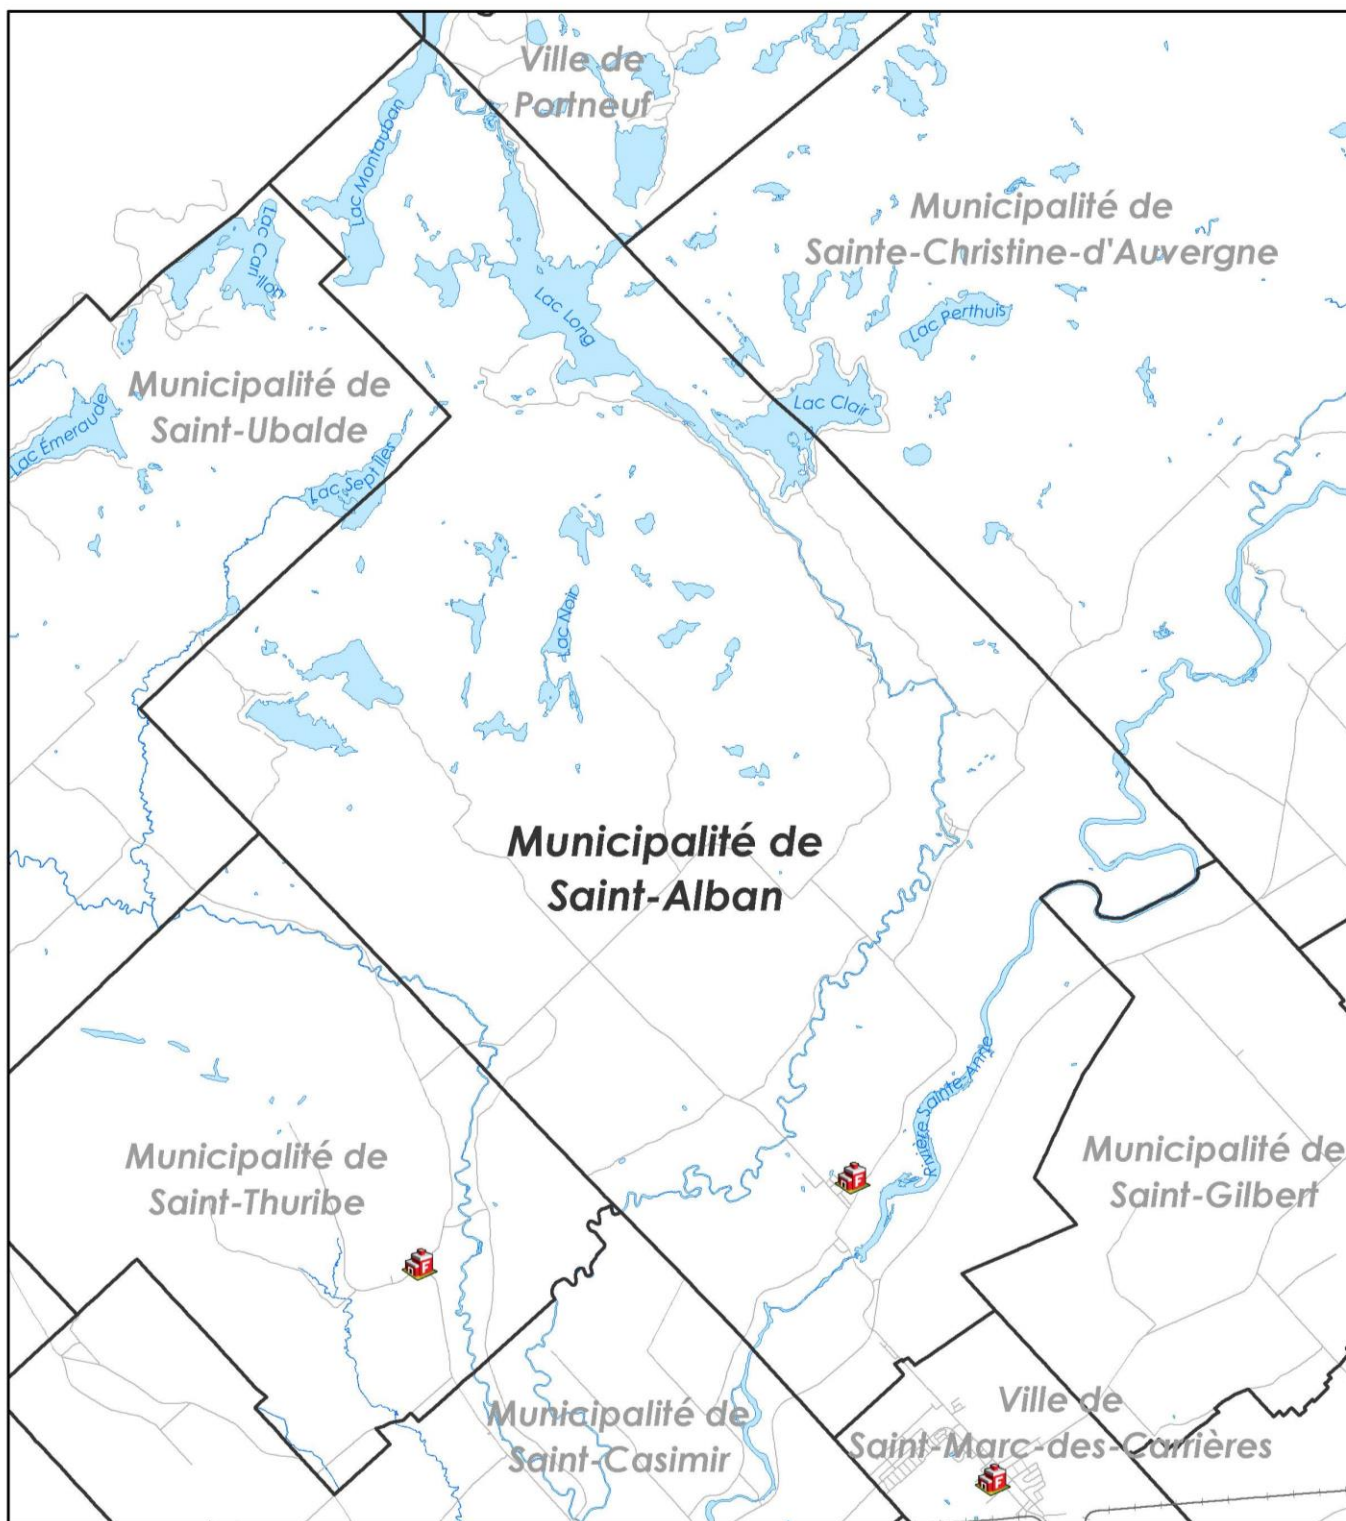 Ville de
Portneuf
Lac Montauban
Municipalité de
Sainte-Christine-d'Auvergne
Lac Carillon
Lac Long
Lac Perthuis
Municipalité de
Saint-Ubalde
Lac Clair
Lac Émeraude
Lac Sept Iles
Lac Noir
Municipalité de
Saint-Alban
Rivière Sainte-Anne
Municipalité de
Saint-Thuribe
Municipalité de
Saint-Gilbert
F
F
Municipalité de
Saint-Casimir
Ville de
Saint-Marc-des-Carrières
F